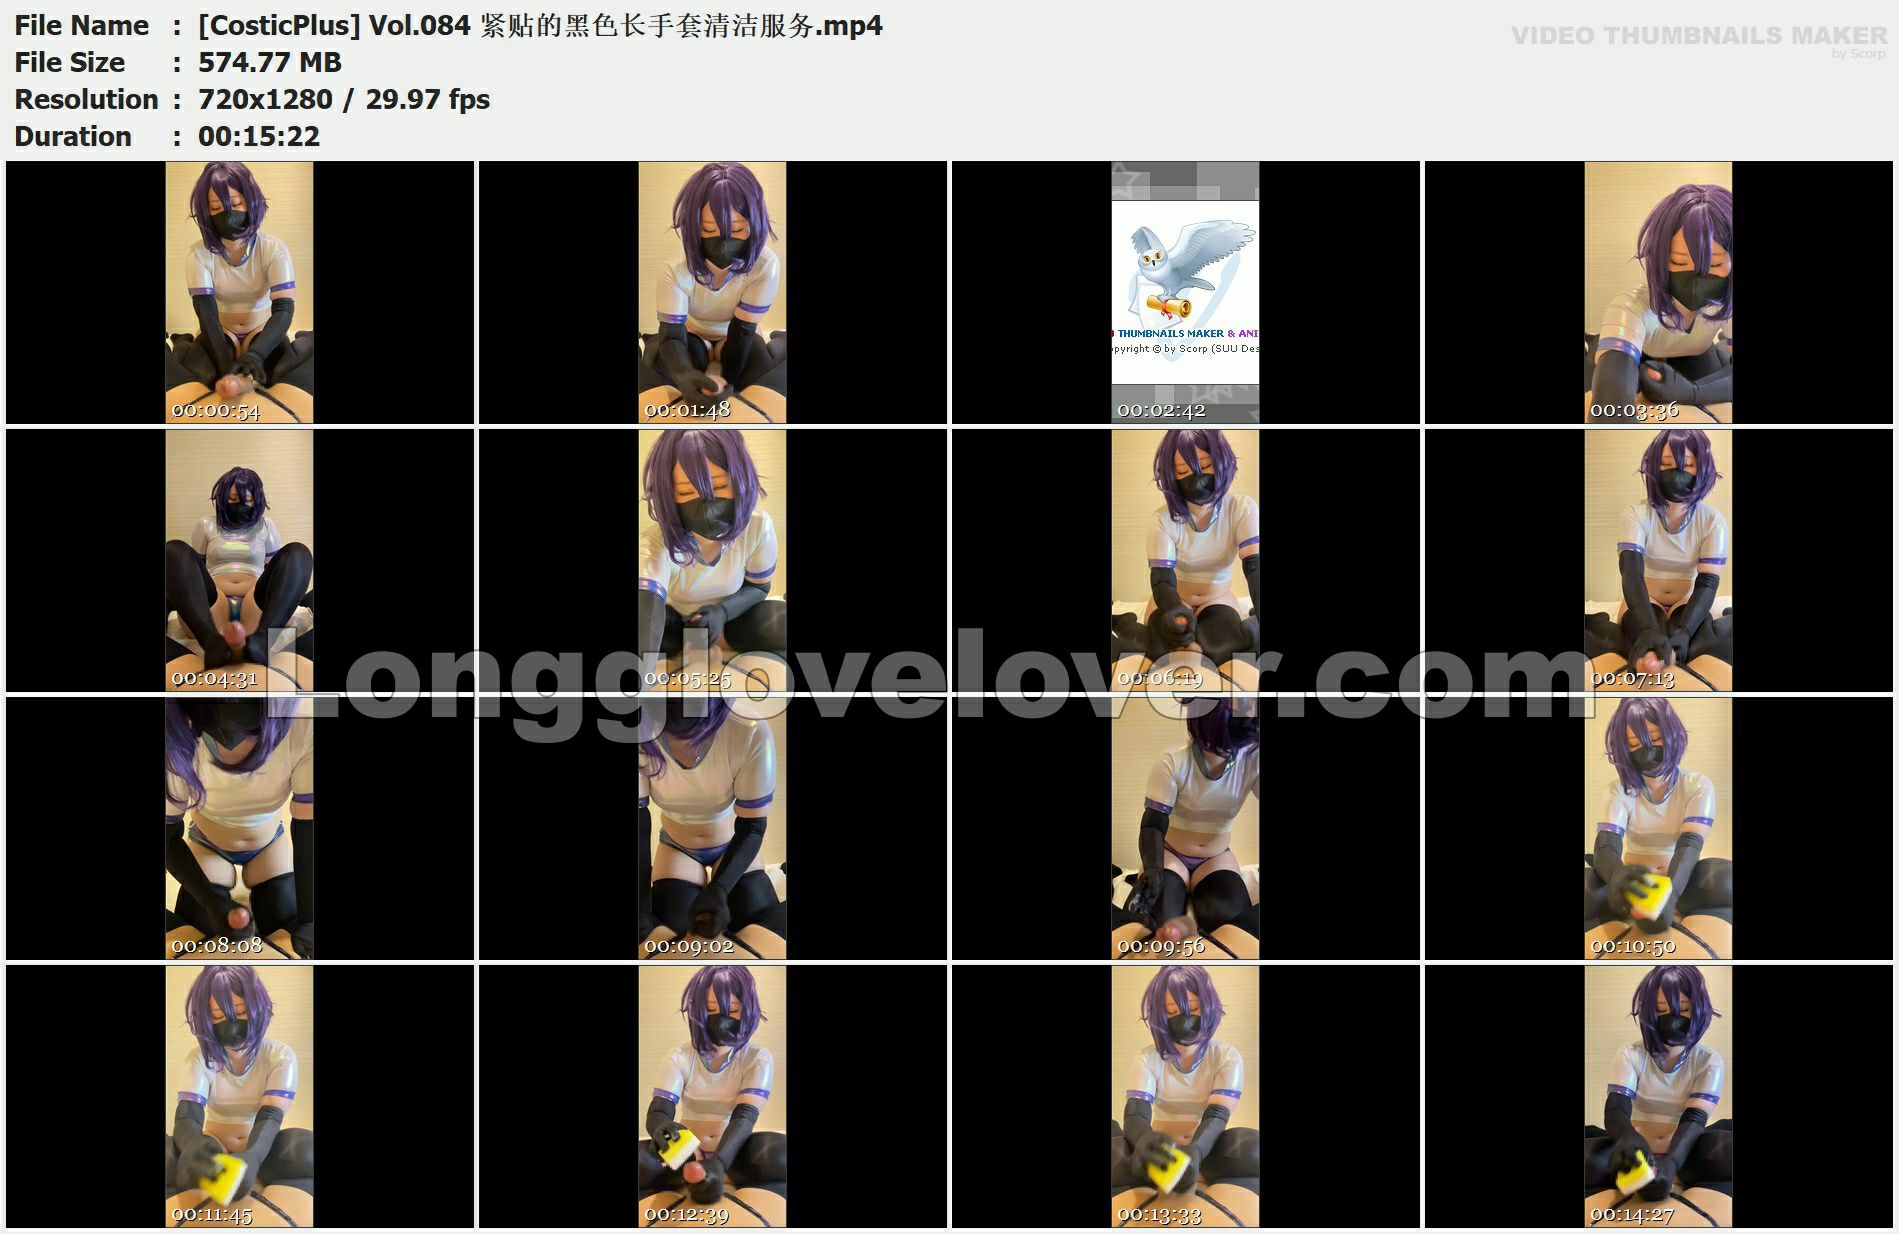 File Name : [CosticPlus] Vol.084 紧贴的黑色长手套清洁服务.mp4
VIDEO THUMBNAILS MAKER
by Scorp
File Size : 574.77 MB
Resolution : 720x1280 / 29.97 fps
Duration : 00:15:22
THUMBNAILS MAKER & ANI
opyright © by Scorp (SUU Des
00:00:54
00:01:48
00:02:42
00:03:36
00:04:31
00:05:25
00:06:19
00:07:13
Longglovelover.com
00:08:08
00:09:02
00:09:56
00:10:50
00:11:45
00:12:39
00:13:33
00:14:27